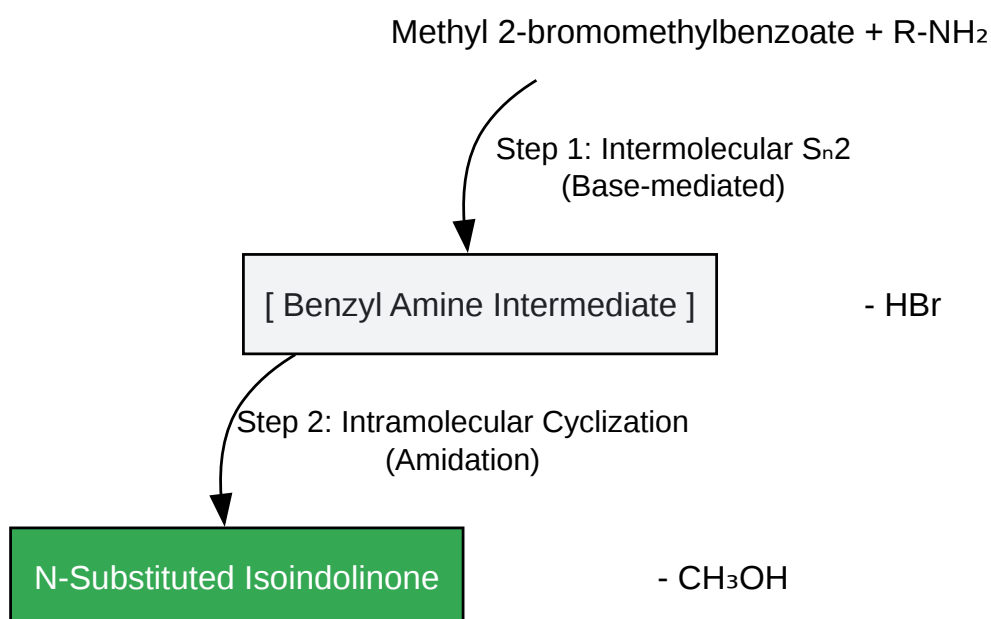 Methyl 2-bromomethylbenzoate + R-NH₂
Step 1: Intermolecular Sₙ2
(Base-mediated)
[ Benzyl Amine Intermediate ]
- HBr
Step 2: Intramolecular Cyclization
(Amidation)
N-Substituted Isoindolinone
- CH₃OH